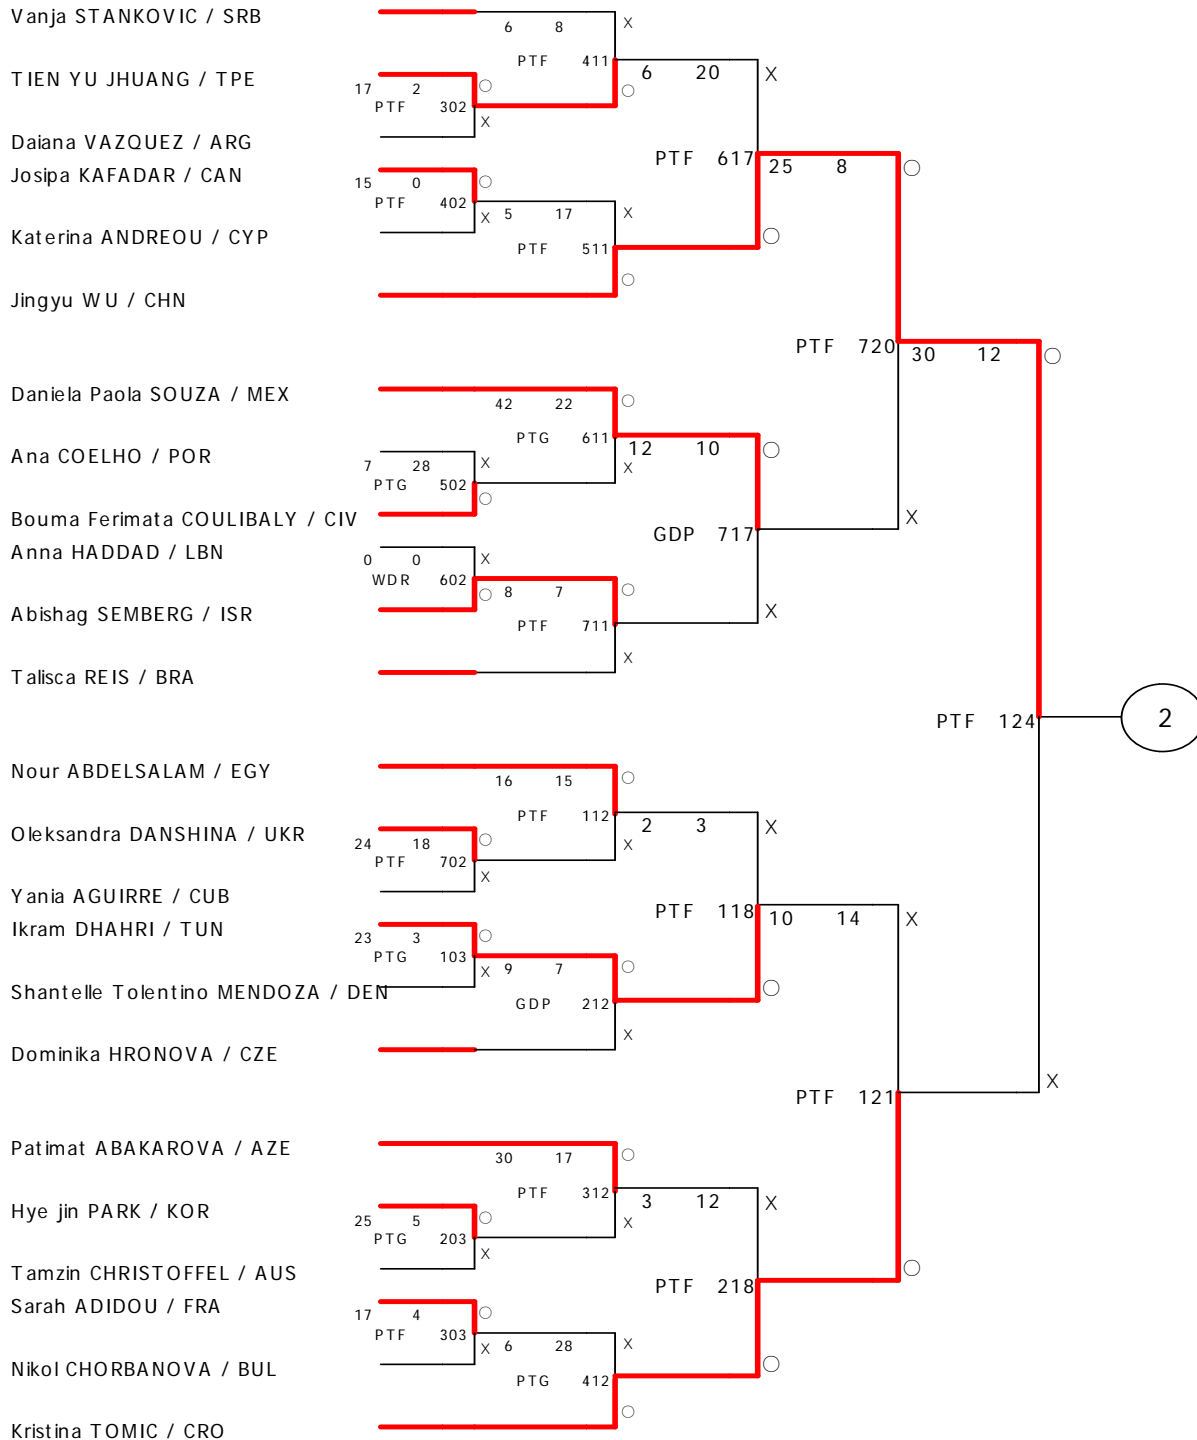 Vanja STANKOVIC / SRB
6 8 X
PTF 411
6 20 X
TIEN YU JHUANG / TPE
17 2 O O
PTF 302
X
Daiana VAZQUEZ / ARG
PTF 617
25 8 O
Josipa KAFADAR / CAN
15 0 O
PTF 402
X 5 17 X
Katerina ANDREOU / CYP
O
PTF 511
O
Jingyu WU / CHN
PTF 720
30 12 O
Daniela Paola SOUZA / MEX
42 22 O
PTG 611
12 10 O
Ana COELHO / POR
7 28 X X
PTG 502
O
Bouma Ferimata COULIBALY / CIV
X
GDP 717
Anna HADDAD / LBN
0 0 X
WDR 602
O 8 7 O
Abishag SEMBERG / ISR
X
PTF 711
X
Talisca REIS / BRA
PTF 124
2
Nour ABDELSALAM / EGY
16 15 O
PTF 112
2 3 X
Oleksandra DANSHINA / UKR
24 18 O X
PTF 702
X
Yania AGUIRRE / CUB
PTF 118
10 14 X
Ikram DHAHRI / TUN
23 3 O
PTG 103
X 9 7 O
Shantelle Tolentino MENDOZA / DEN
O
GDP 212
X
Dominika HRONOVA / CZE
X
PTF 121
Patimat ABAKAROVA / AZE
30 17 O
PTF 312
3 12 X
Hye jin PARK / KOR
25 5 O X
PTG 203
X
Tamzin CHRISTOFFEL / AUS
O
PTF 218
Sarah ADIDOU / FRA
17 4 O
PTF 303
X 6 28 X
Nikol CHORBANOVA / BUL
O
PTG 412
O
Kristina TOMIC / CRO